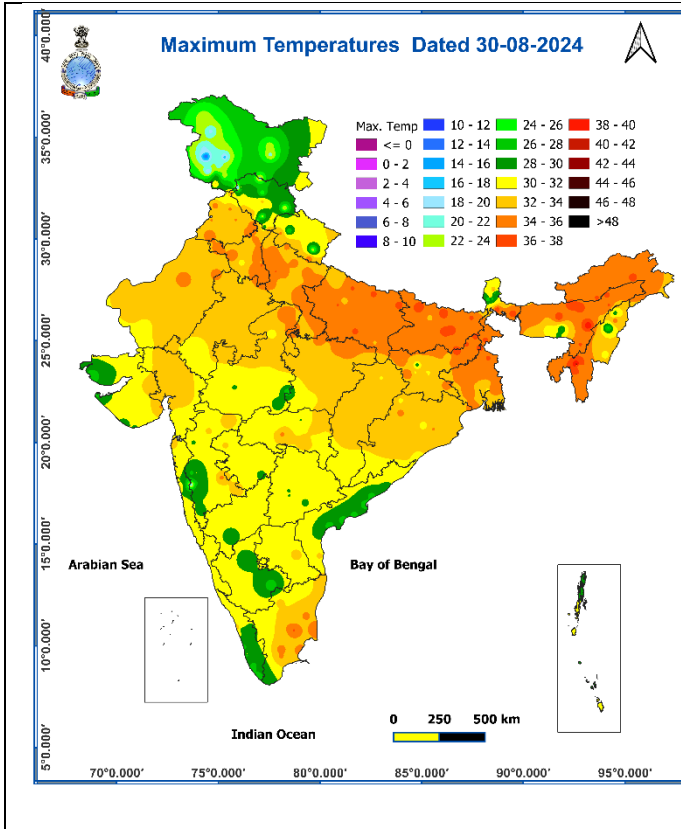 Maximum Temperatures Dated 30-08-2024
Max. Temp
<= 0
0 - 2
2 - 4
4 - 6
6 - 8
8 - 10
10 - 12
12 - 14
14 - 16
16 - 18
18 - 20
20 - 22
22 - 24
24 - 26
26 - 28
28 - 30
30 - 32
32 - 34
34 - 36
36 - 38
38 - 40
40 - 42
42 - 44
44 - 46
46 - 48
>48
40°0.000'
35°0.000'
30°0.000'
25°0.000'
20°0.000'
15°0.000'
10°0.000'
5°0.000'
Arabian Sea
Bay of Bengal
Indian Ocean
0 250 500 km
70°0.000' 75°0.000' 80°0.000' 85°0.000' 90°0.000' 95°0.000'